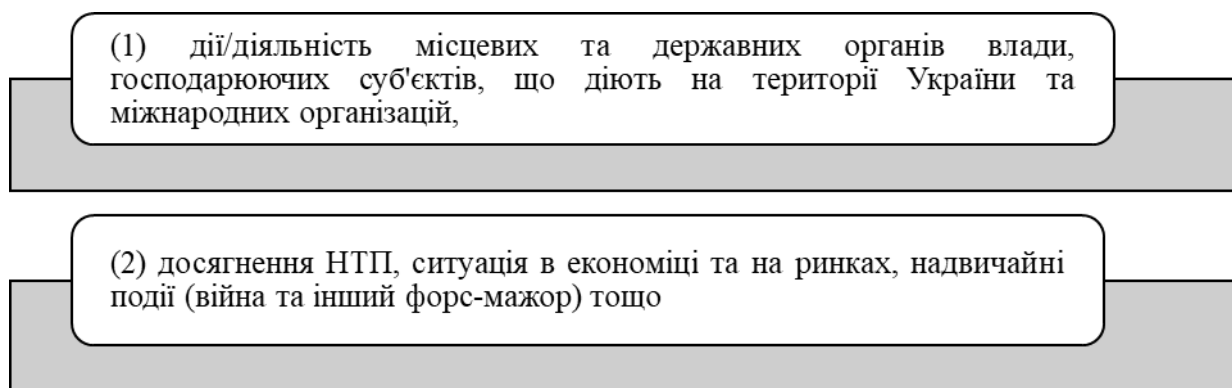 (1) дії/діяльність місцевих та державних органів влади,
господарюючих суб'єктів, що діють на території України та
міжнародних організацій,
(2) досягнення НТП, ситуація в економіці та на ринках, надвичайні
події (війна та інший форс-мажор) тощо